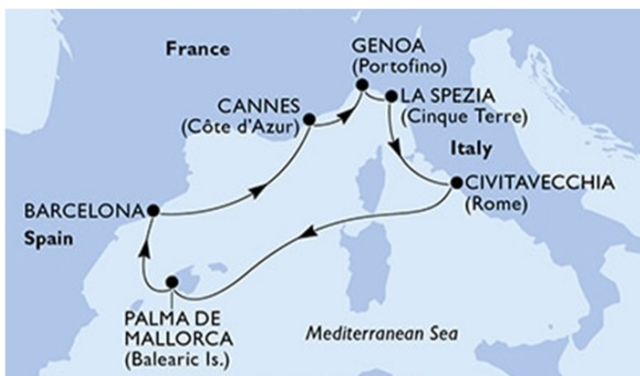 France
GENOA
(Portofino)
CANNES
(Côte d'Azur)
LA SPEZIA
(Cinque Terre)
Italy
CIVITAVECCHIA
(Rome)
BARCELONA
Spain
PALMA DE
MALLORCA
(Balearic Is.)
Mediterranean Sea